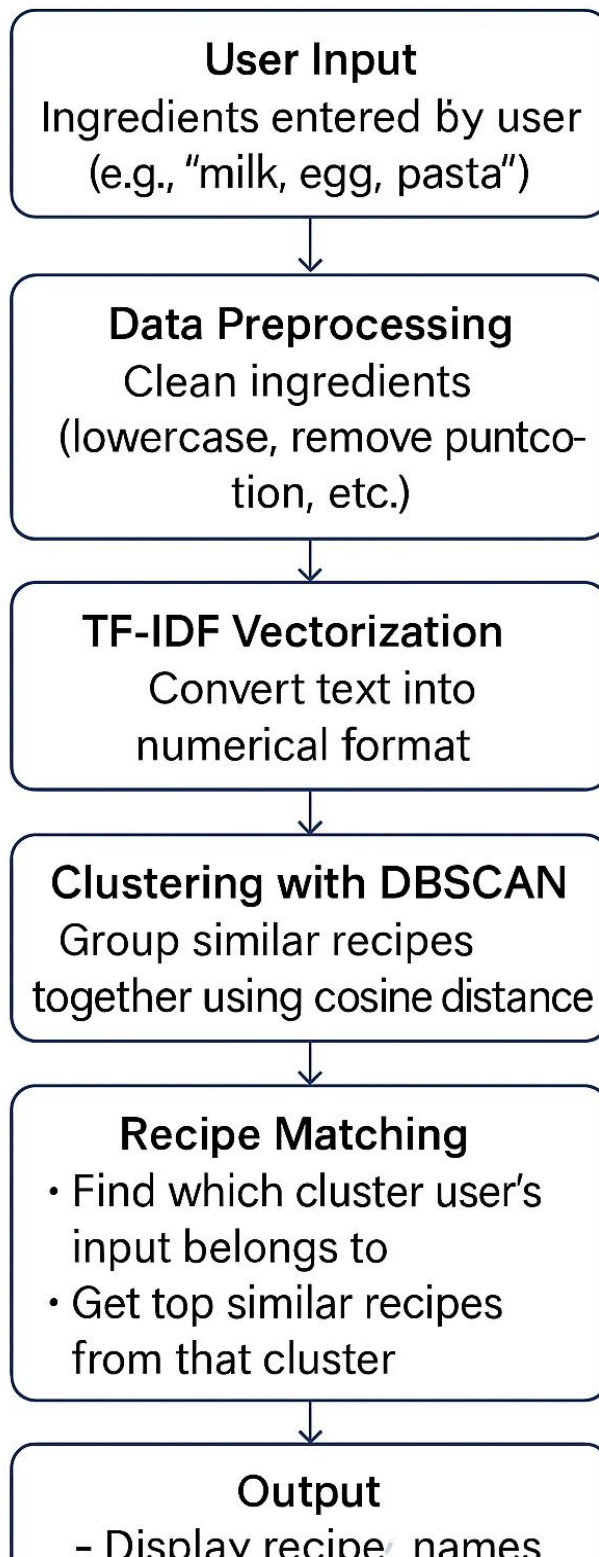 User Input
Ingredients entered by user
(e.g., “milk, egg, pasta”)
Data Preprocessing
Clean ingredients
(lowercase, remove puntco-
tion, etc.)
TF-IDF Vectorization
Convert text into
numerical format
Clustering with DBSCAN
Group similar recipes
together using cosine distance
Recipe Matching
• Find which cluster user’s
input belongs to
• Get top similar recipes
from that cluster
Output
– Display recipe names